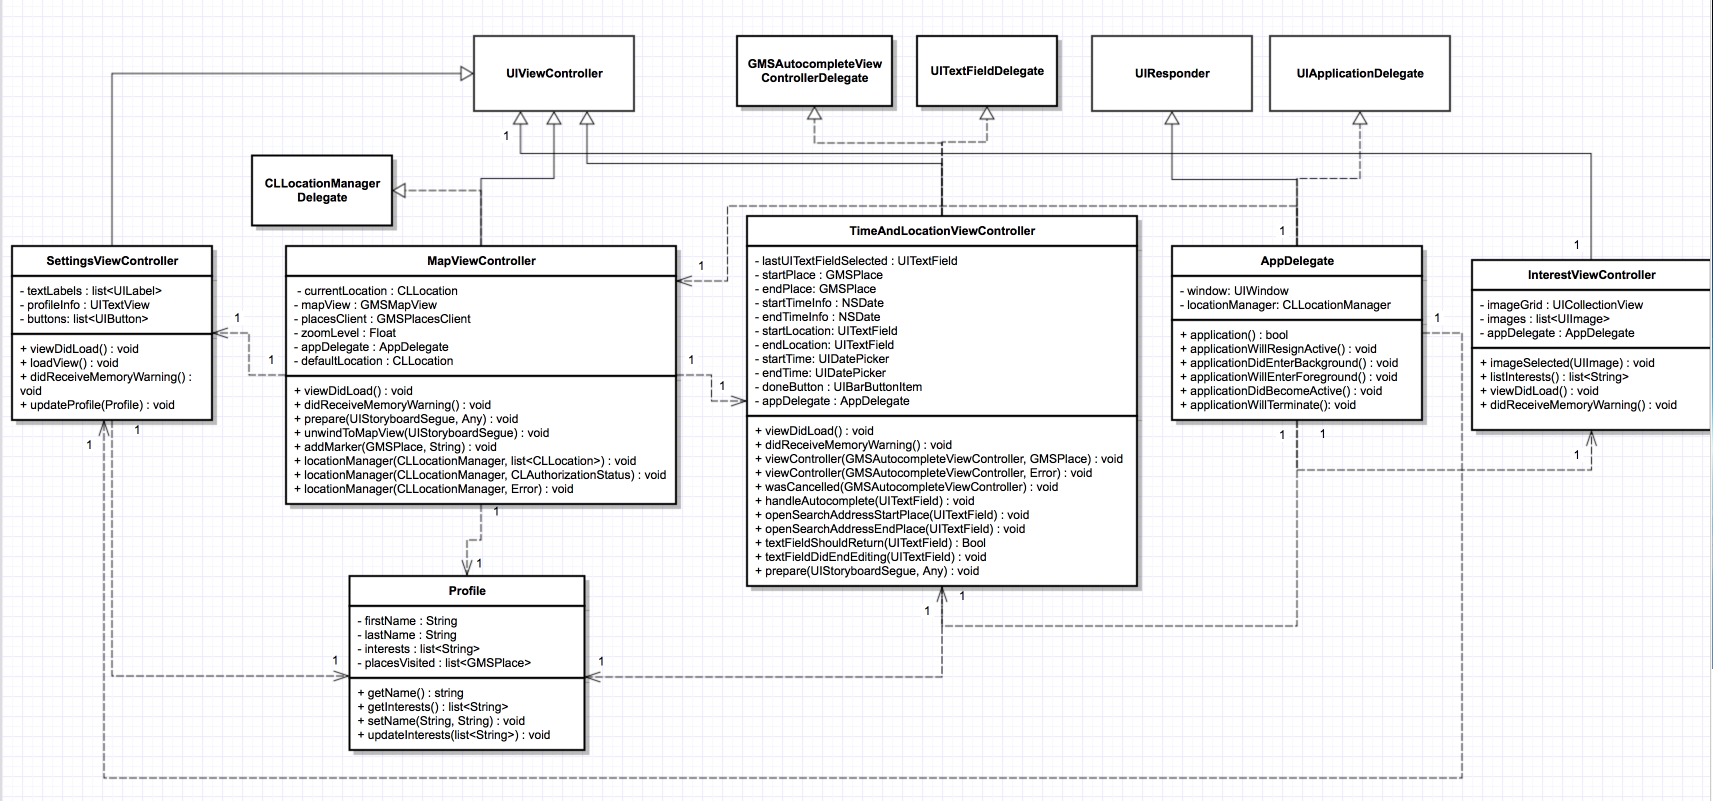 UIViewController
GMSAutocompleteView
ControllerDelegate
UITextFieldDelegate
UIResponder
UIApplicationDelegate
1
CLLocationManager
Delegate
SettingsViewController
- textLabels : list<UILabel>
- profileInfo : UITextView
- buttons: list<UIButton>
+ viewDidLoad() : void
+ loadView() : void
+ didReceiveMemoryWarning() :
void
+ updateProfile(Profile) : void
1
1
1
1
MapViewController
- currentLocation : CLLocation
- mapView : GMSMapView
- placesClient : GMSPlacesClient
- zoomLevel : Float
- appDelegate : AppDelegate
- defaultLocation : CLLocation
+ viewDidLoad() : void
+ didReceiveMemoryWarning() : void
+ prepare(UIStoryboardSegue, Any) : void
+ unwindToMapView(UIStoryboardSegue) : void
+ addMarker(GMSPlace, String) : void
+ locationManager(CLLocationManager, list<CLLocation>) : void
+ locationManager(CLLocationManager, CLAuthorizationStatus) : void
+ locationManager(CLLocationManager, Error) : void
1
1
1
1
1
TimeAndLocationViewController
- lastUITextFieldSelected : UITextField
- startPlace : GMSPlace
- endPlace: GMSPlace
- startTimeInfo : NSDate
- endTimeInfo : NSDate
- startLocation: UITextField
- endLocation: UITextField
- startTime: UIDatePicker
- endTime: UIDatePicker
- doneButton : UIBarButtonItem
- appDelegate : AppDelegate
+ viewDidLoad() : void
+ didReceiveMemoryWarning() : void
+ viewController(GMSAutocompleteViewController, GMSPlace) : void
+ viewController(GMSAutocompleteViewController, Error) : void
+ wasCancelled(GMSAutocompleteViewController) : void
+ handleAutocomplete(UITextField) : void
+ openSearchAddressStartPlace(UITextField) : void
+ openSearchAddressEndPlace(UITextField) : void
+ textFieldShouldReturn(UITextField) : Bool
+ textFieldDidEndEditing(UITextField) : void
+ prepare(UIStoryboardSegue, Any) : void
1
1
1
AppDelegate
- window: UIWindow
- locationManager: CLLocationManager
+ application() : bool
+ applicationWillResignActive() : void
+ applicationDidEnterBackground() : void
+ applicationWillEnterForeground() : void
+ applicationDidBecomeActive() : void
+ applicationWillTerminate(): void
1
1
1
1
InterestViewController
- imageGrid : UICollectionView
- images : list<UIImage>
- appDelegate : AppDelegate
+ imageSelected(UIImage) : void
+ listInterests() : list<String>
+ viewDidLoad() : void
+ didReceiveMemoryWarning() : void
1
Profile
- firstName : String
- lastName : String
- interests : list<String>
- placesVisited : list<GMSPlace>
+ getName() : string
+ getInterests() : list<String>
+ setName(String, String) : void
+ updateInterests(list<String>) : void
1
1